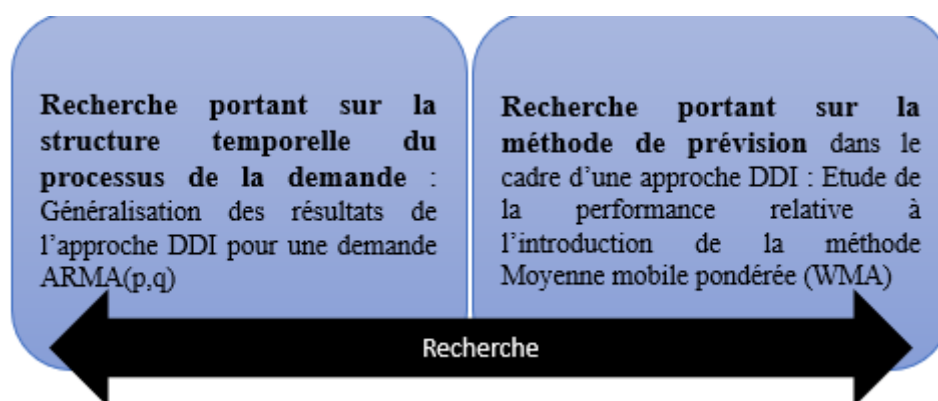 Recherche portant sur la
structure temporelle du
processus de la demande :
Généralisation des résultats de
l'approche DDI pour une demande
ARMA(p,q)
Recherche portant sur la
méthode de prévision dans le
cadre d'une approche DDI : Etude de
la performance relative à
l'introduction de la méthode
Moyenne mobile pondérée (WMA)
Recherche